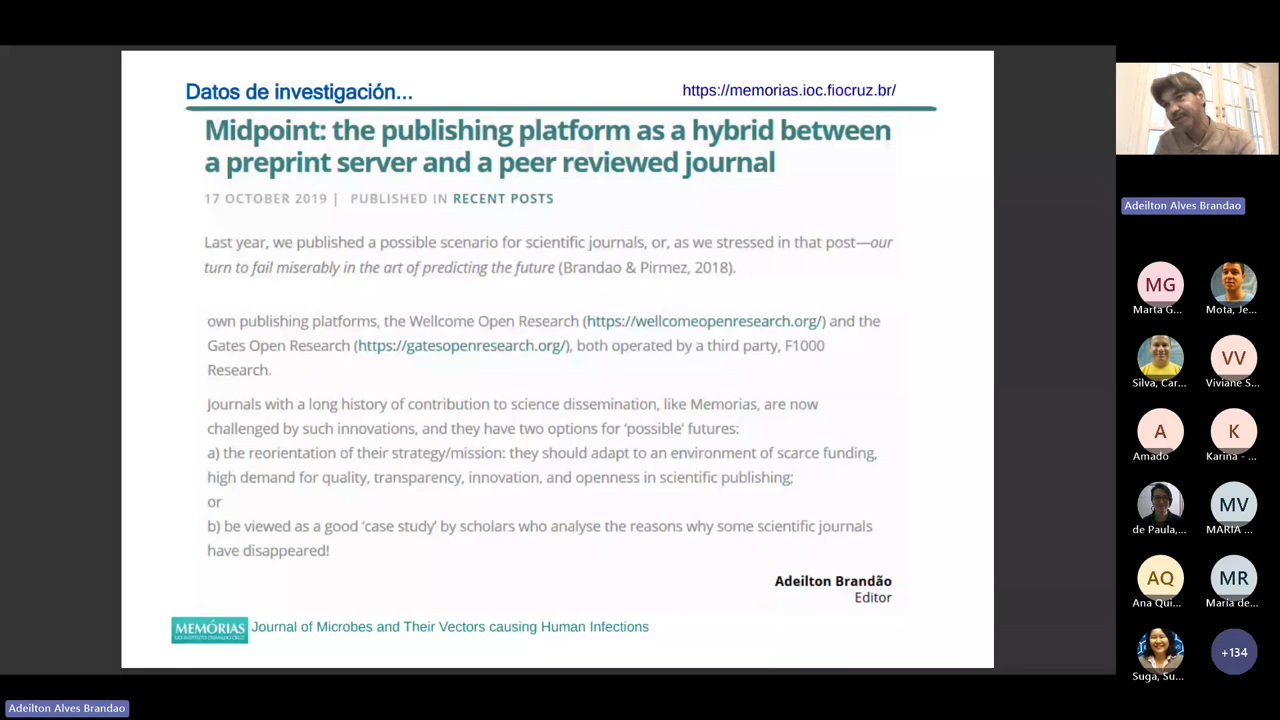 Datos de investigación...
https://memorias.ioc.fiocruz.br/
Midpoint: the publishing platform as a hybrid between
a preprint server and a peer reviewed journal
17 OCTOBER 2019 | PUBLISHED IN RECENT POSTS
Last year, we published a possible scenario for scientific journals, or, as we stressed in that post—our
turn to fail miserably in the art of predicting the future (Brandao & Pirmez, 2018).
own publishing platforms, the Wellcome Open Research (https://wellcomeopenresearch.org/) and the
Gates Open Research (https://gatesopenresearch.org/), both operated by a third party, F1000
Research.
Journals with a long history of contribution to science dissemination, like Memorias, are now
challenged by such innovations, and they have two options for ‘possible’ futures:
a) the reorientation of their strategy/mission: they should adapt to an environment of scarce funding,
high demand for quality, transparency, innovation, and openness in scientific publishing;
or
b) be viewed as a good ‘case study’ by scholars who analyse the reasons why some scientific journals
have disappeared!
Adeilton Brandão
Editor
MEMÓRIAS
DO INSTITUTO OSWALDO CRUZ
Journal of Microbes and Their Vectors causing Human Infections
Adeilton Alves Brandao
MG
Marta G...
Mota, Je...
Silva, Car...
VV
Viviane S...
A
Amado
K
Karina - ...
de Paula,...
MV
MARIA ...
AQ
Ana Qui...
MR
Maria de...
Suga, Su...
+134
Adeilton Alves Brandao